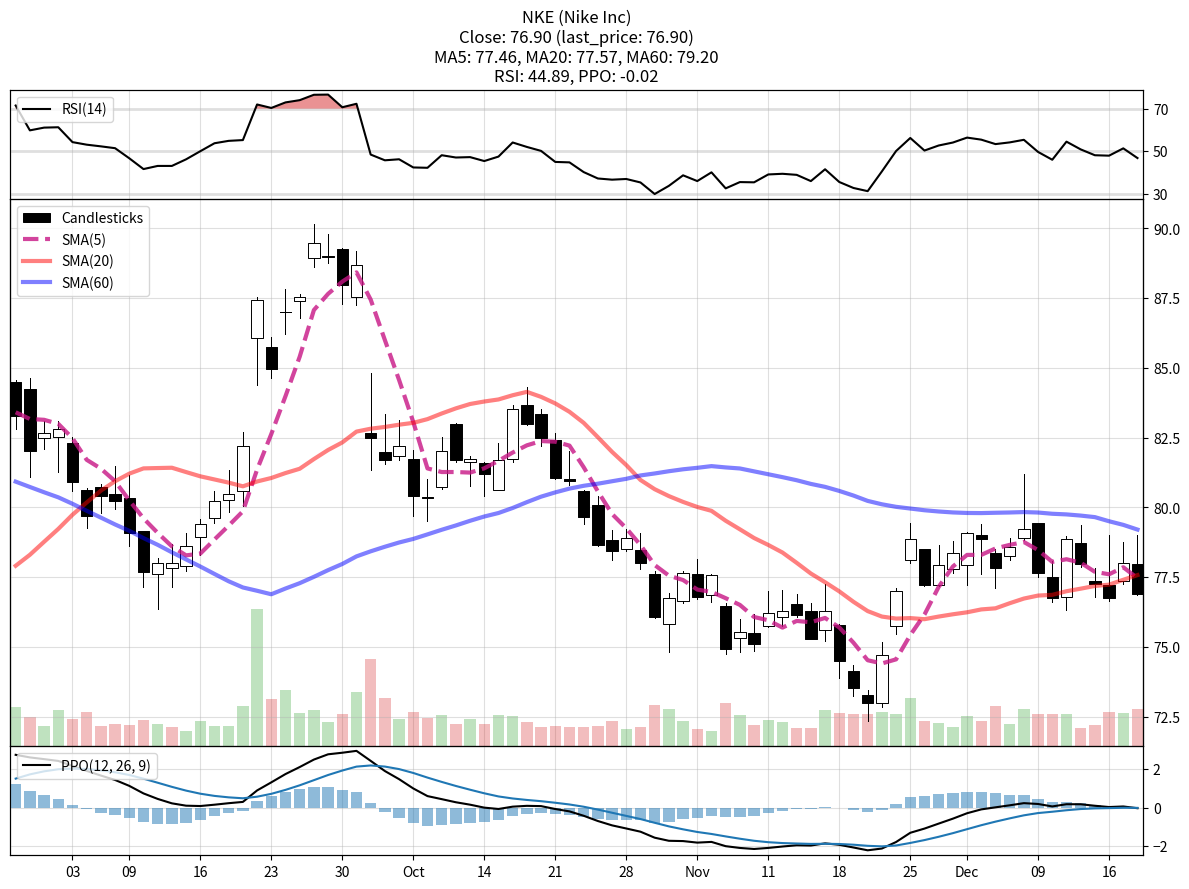 NKE (Nike Inc)
Close: 76.90 (last_price: 76.90)
MA5: 77.46, MA20: 77.57, MA60: 79.20
RSI: 44.89, PPO: -0.02
RSI(14)
70
50
30
Candlesticks
SMA(5)
SMA(20)
SMA(60)
90.0
87.5
85.0
82.5
80.0
77.5
75.0
72.5
PPO(12, 26, 9)
2
0
−2
03 09 16 23 30 Oct 14 21 28 Nov 11 18 25 Dec 09 16